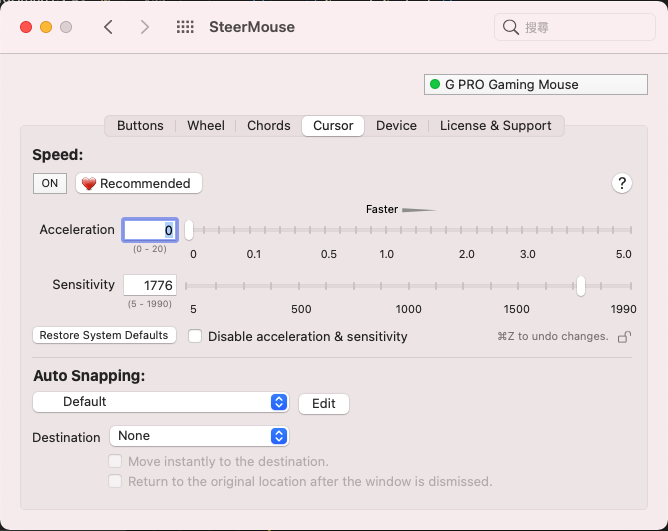 SteerMouse
搜尋
G PRO Gaming Mouse
Buttons Wheel Chords Cursor Device License & Support
Speed:
ON Recommended ?
Faster
Acceleration 0
(0 - 20)
0 0.1 0.5 1.0 2.0 3.0 5.0
Sensitivity 1776
(5 - 1990)
5 500 1000 1500 1990
Restore System Defaults Disable acceleration & sensitivity ⌘Z to undo changes.
Auto Snapping:
Default Edit
Destination None
Move instantly to the destination.
Return to the original location after the window is dismissed.